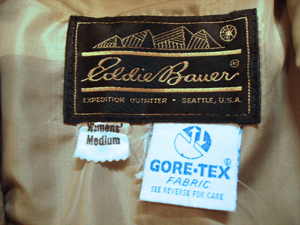 Eddie Bauer®
EXPEDITION OUTFITTER • SEATTLE, U.S.A.
Womens'
Medium
GORE-TEX®
FABRIC
SEE REVERSE FOR CARE